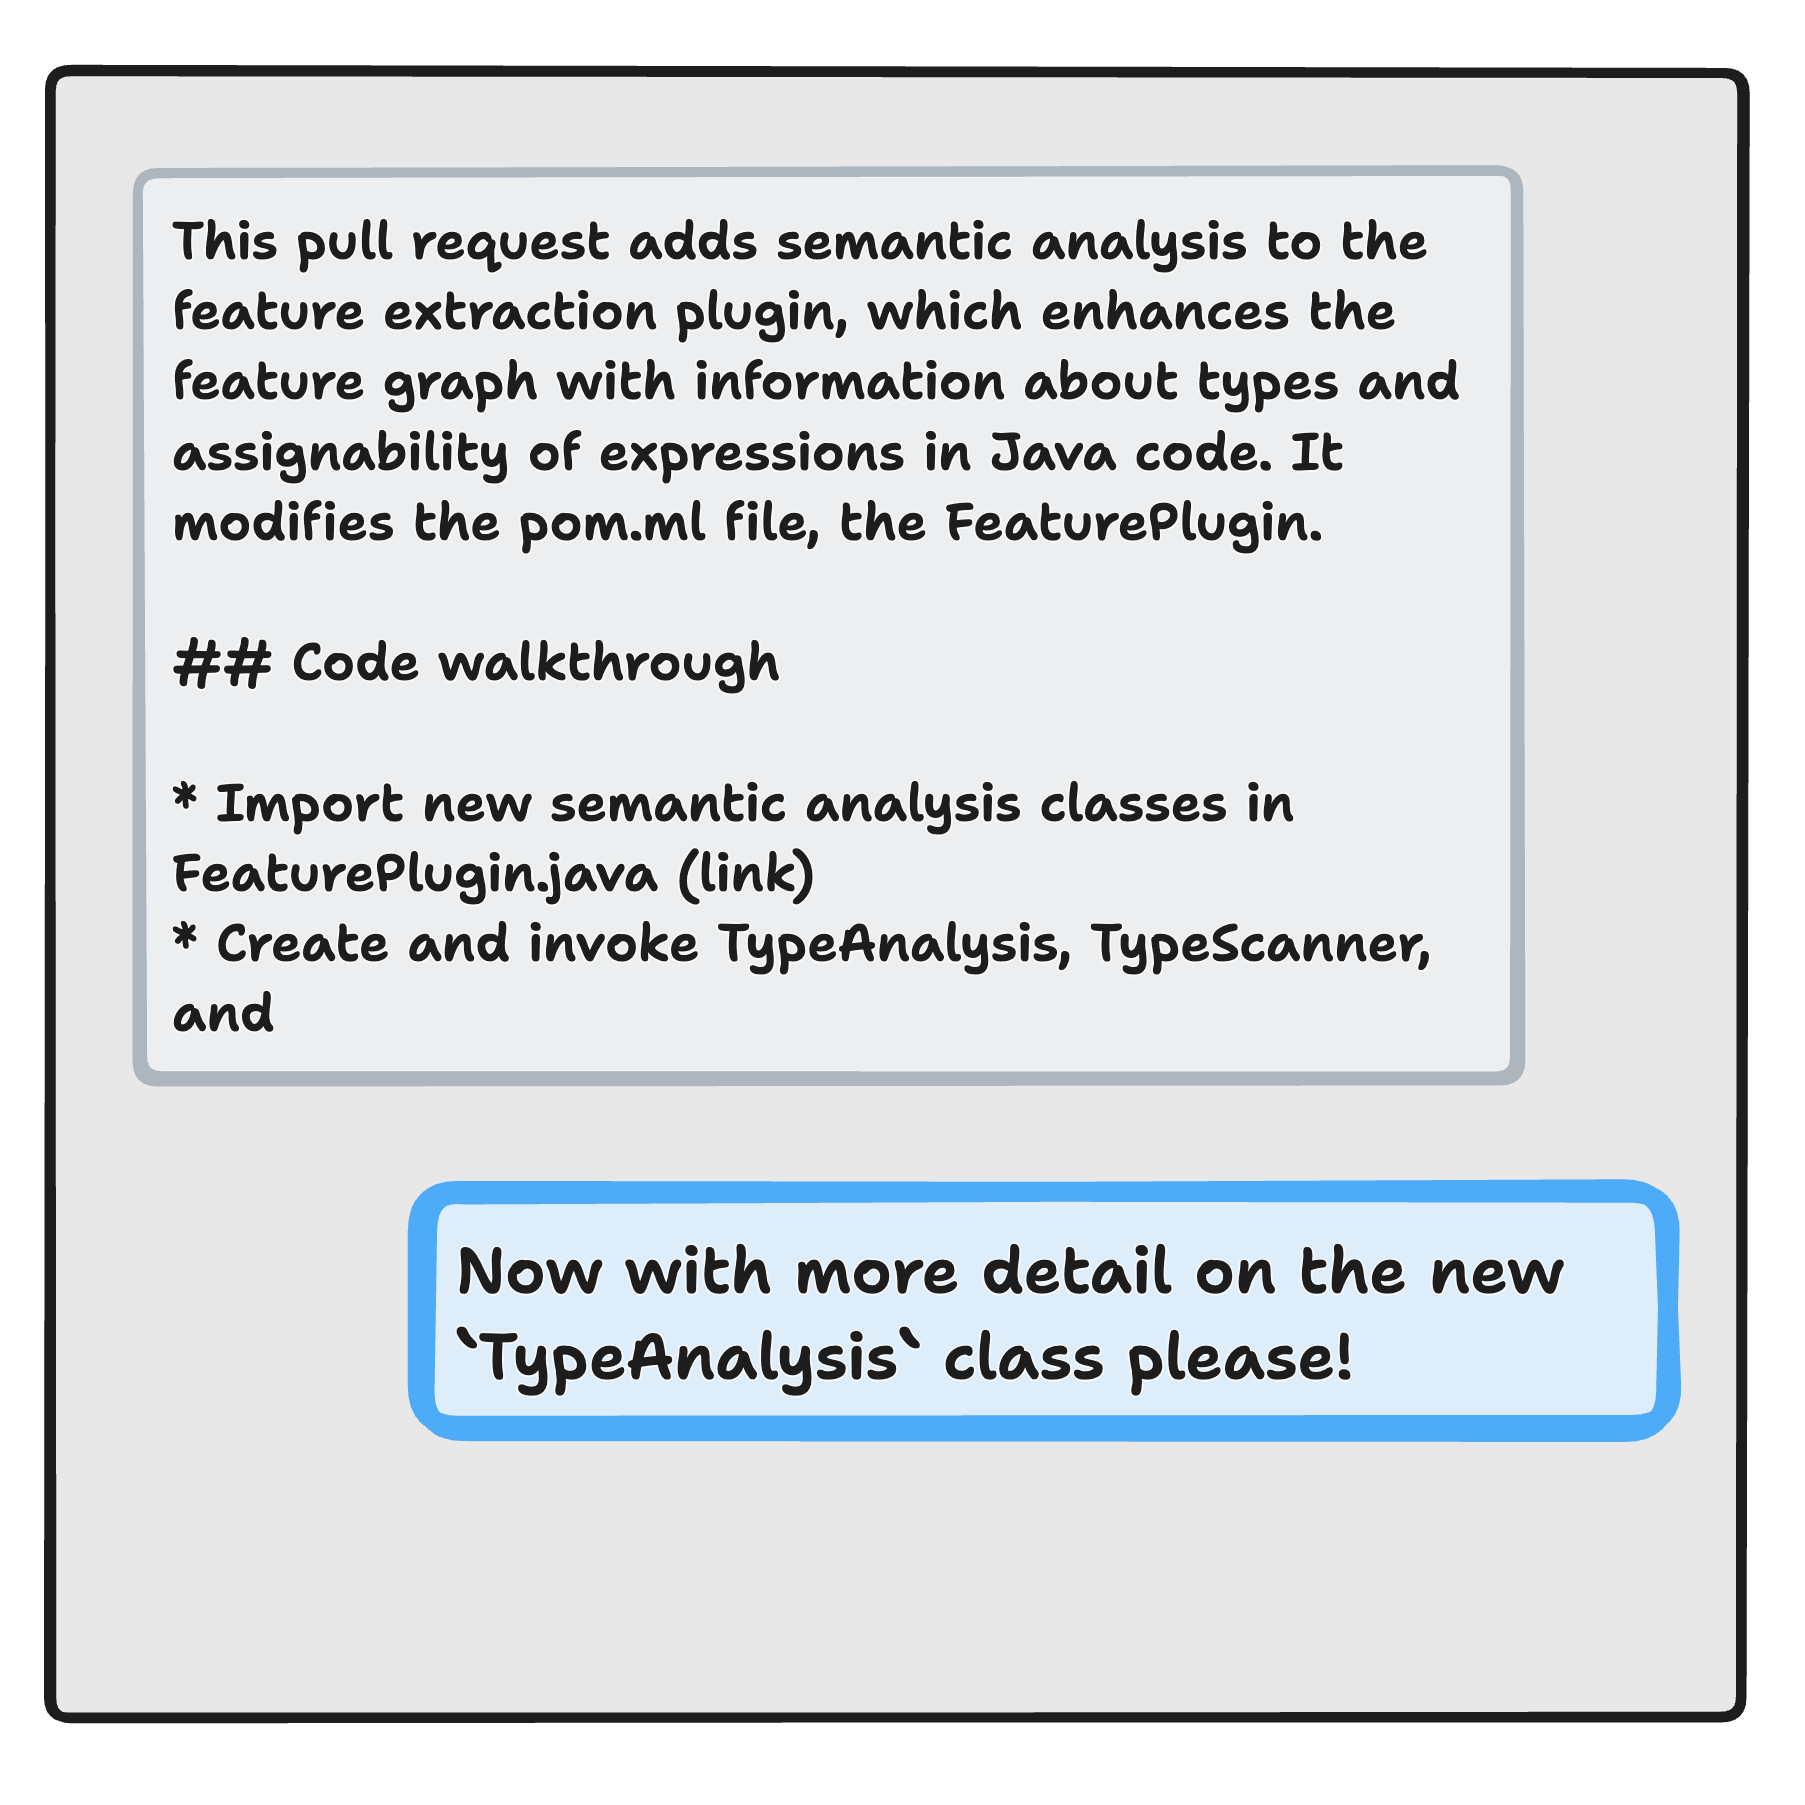 This pull request adds semantic analysis to the
feature extraction plugin, which enhances the
feature graph with information about types and
assignability of expressions in Java code. It
modifies the pom.ml file, the FeaturePlugin.
## Code walkthrough
* Import new semantic analysis classes in
FeaturePlugin.java (link)
* Create and invoke TypeAnalysis, TypeScanner,
and
Now with more detail on the new
`TypeAnalysis` class please!